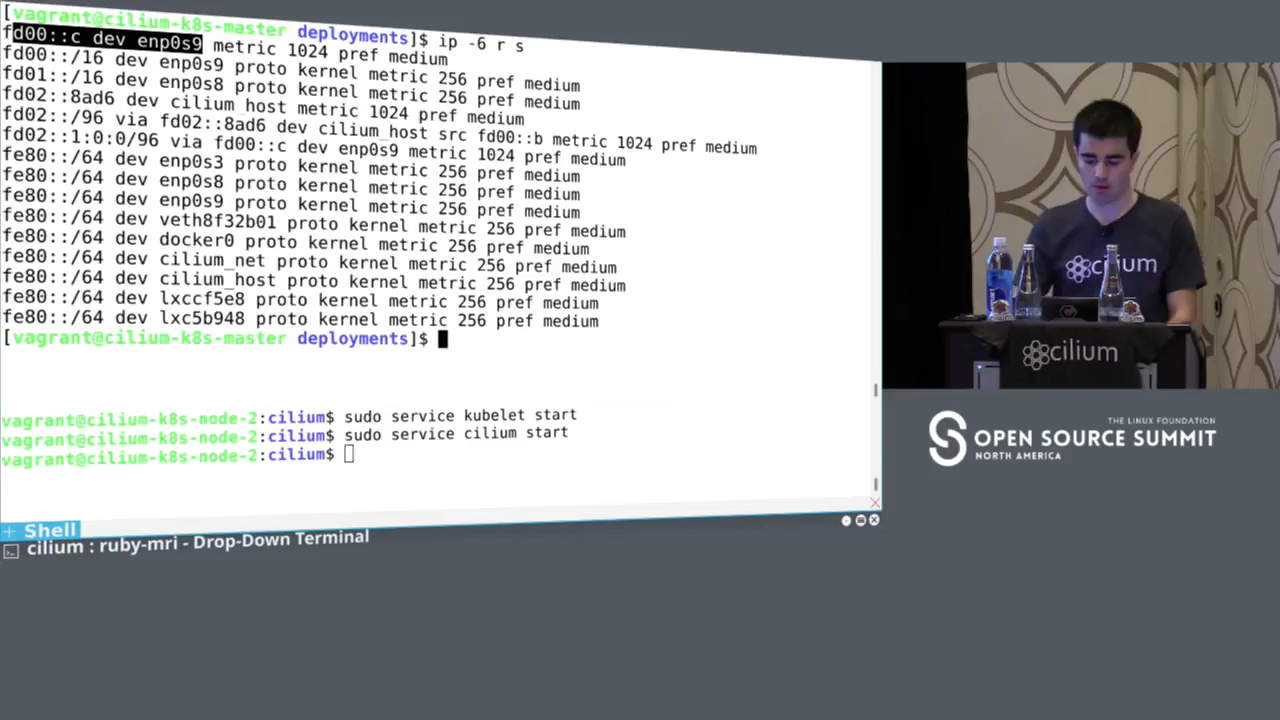 [vagrant@cilium-k8s-master deployments]$ ip -6 r s
fd00::c dev enp0s9 metric 1024 pref medium
fd00::/16 dev enp0s9 proto kernel metric 256 pref medium
fd01::/16 dev enp0s8 proto kernel metric 256 pref medium
fd02::8ad6 dev cilium_host metric 1024 pref medium
fd02::/96 via fd02::8ad6 dev cilium_host src fd00::b metric 1024 pref medium
fd02::1:0:0/96 via fd00::c dev enp0s9 metric 1024 pref medium
fe80::/64 dev enp0s3 proto kernel metric 256 pref medium
fe80::/64 dev enp0s8 proto kernel metric 256 pref medium
fe80::/64 dev enp0s9 proto kernel metric 256 pref medium
fe80::/64 dev veth8f32b01 proto kernel metric 256 pref medium
fe80::/64 dev docker0 proto kernel metric 256 pref medium
fe80::/64 dev cilium_net proto kernel metric 256 pref medium
fe80::/64 dev cilium_host proto kernel metric 256 pref medium
fe80::/64 dev lxccf5e8 proto kernel metric 256 pref medium
fe80::/64 dev lxc5b948 proto kernel metric 256 pref medium
[vagrant@cilium-k8s-master deployments]$
vagrant@cilium-k8s-node-2:cilium$ sudo service kubelet start
vagrant@cilium-k8s-node-2:cilium$ sudo service cilium start
vagrant@cilium-k8s-node-2:cilium$
+ Shell
cilium : ruby-mri - Drop-Down Terminal
cilium
cilium
THE LINUX FOUNDATION
OPEN SOURCE SUMMIT
NORTH AMERICA